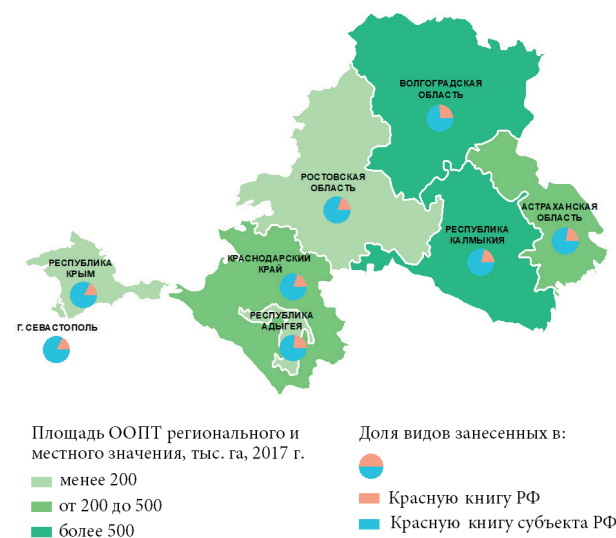 ВОЛГОГРАДСКАЯ
ОБЛАСТЬ
РОСТОВСКАЯ
ОБЛАСТЬ
АСТРАХАНСКАЯ
ОБЛАСТЬ
РЕСПУБЛИКА
КАЛМЫКИЯ
КРАСНОДАРСКИЙ
КРАЙ
РЕСПУБЛИКА
КРЫМ
РЕСПУБЛИКА
АДЫГЕЯ
Г. СЕВАСТОПОЛЬ
Площадь ООПТ регионального и
местного значения, тыс. га, 2017 г.
менее 200
от 200 до 500
более 500
Доля видов занесенных в:
Красную книгу РФ
Красную книгу субъекта РФ